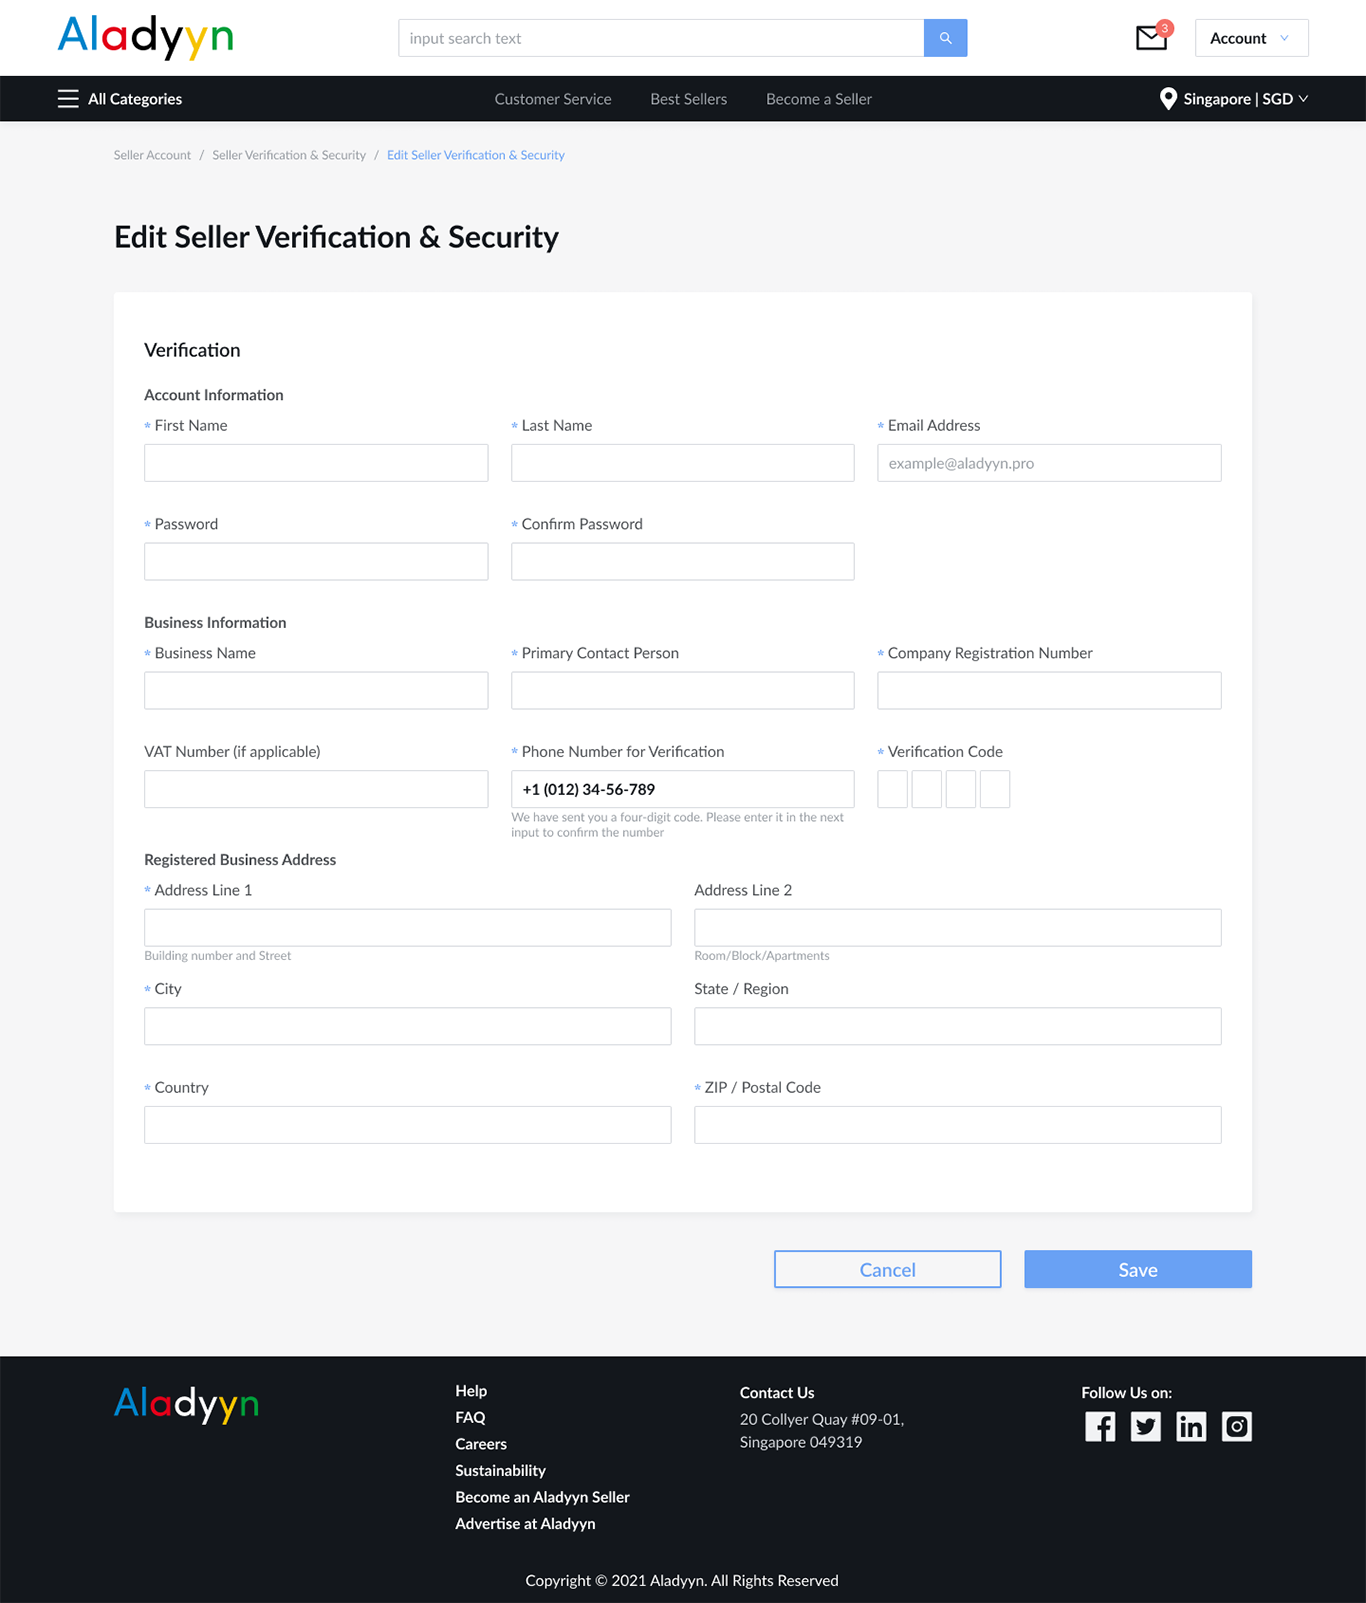 Aladyyn
input search text
3
Account
All Categories
Customer Service
Best Sellers
Become a Seller
Singapore | SGD
Seller Account / Seller Verification & Security / Edit Seller Verification & Security
Edit Seller Verification & Security
Verification
Account Information
* First Name
* Last Name
* Email Address
example@aladyyn.pro
* Password
* Confirm Password
Business Information
* Business Name
* Primary Contact Person
* Company Registration Number
VAT Number (if applicable)
* Phone Number for Verification
* Verification Code
+1 (012) 34-56-789
We have sent you a four-digit code. Please enter it in the next
input to confirm the number
Registered Business Address
* Address Line 1
Address Line 2
Building number and Street
Room/Block/Apartments
* City
State / Region
* Country
* ZIP / Postal Code
Cancel
Save
Aladyyn
Help
FAQ
Careers
Sustainability
Become an Aladyyn Seller
Advertise at Aladyyn
Contact Us
20 Collyer Quay #09-01,
Singapore 049319
Follow Us on:
Copyright © 2021 Aladyyn. All Rights Reserved